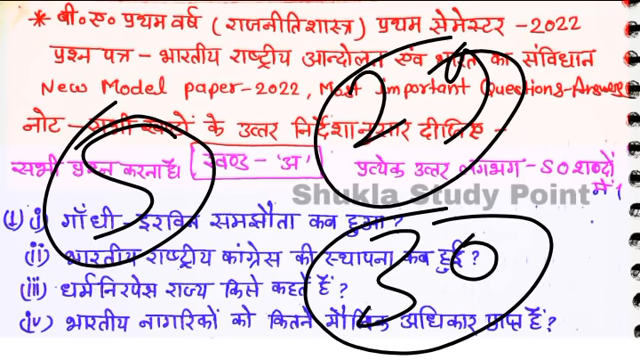 * बी०ए० प्रथम वर्ष ( राजनीतिशास्त्र ) प्रथम सेमेस्टर - 2022
प्रश्न पत्र - भारतीय राष्ट्रीय आन्दोलन एवं भारत का संविधान
New Model paper-2022, Most Important Questions-Answer
नोट - सभी खण्डों के उत्तर निर्देशानुसार दीजिए -
सभी प्रश्न करना है। खण्ड - 'अ' प्रत्येक उत्तर लगभग - 50 शब्दों में।
Shukla Study Point
(1) (i) गाँधी - इरविन समझौता कब हुआ?
(ii) भारतीय राष्ट्रीय कांग्रेस की स्थापना कब हुई ?
(iii) धर्मनिरपेक्ष राज्य किसे कहते हैं ?
(iv) भारतीय नागरिकों को कितने मौलिक अधिकार प्राप्त हैं?
5
30